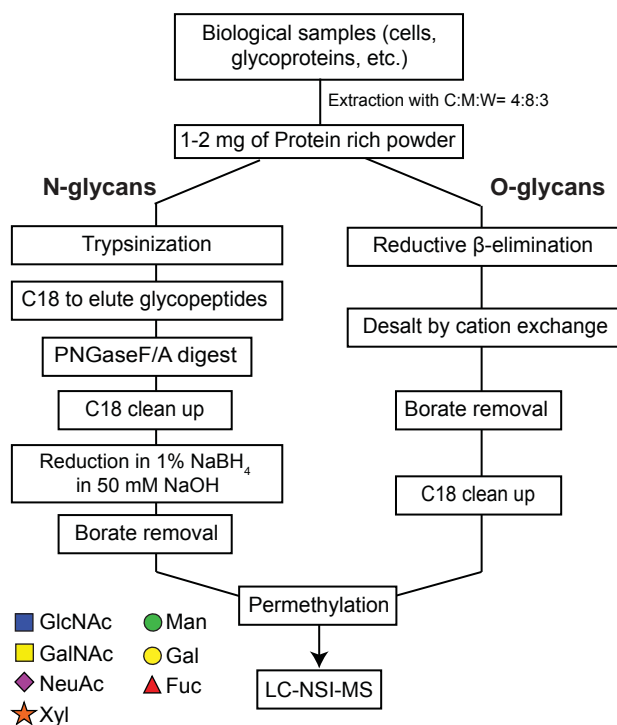 Biological samples (cells,
glycoproteins, etc.)
Extraction with C:M:W= 4:8:3
1-2 mg of Protein rich powder
N-glycans
O-glycans
Trypsinization
C18 to elute glycopeptides
PNGaseF/A digest
C18 clean up
Reduction in 1% NaBH₄
in 50 mM NaOH
Borate removal
Reductive β-elimination
Desalt by cation exchange
Borate removal
C18 clean up
Permethylation
LC-NSI-MS
GlcNAc
Man
GalNAc
Gal
NeuAc
Fuc
Xyl